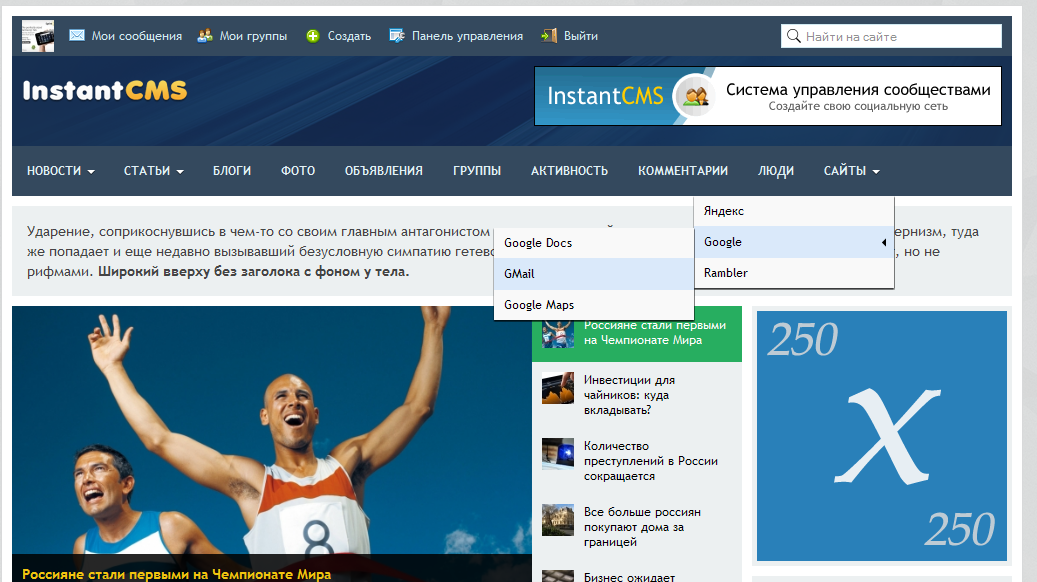 Мои сообщения Мои группы Создать Панель управления Выйти Найти на сайте
InstantCMS
InstantCMS Система управления сообществами
Создайте свою социальную сеть
НОВОСТИ СТАТЬИ БЛОГИ ФОТО ОБЪЯВЛЕНИЯ ГРУППЫ АКТИВНОСТЬ КОММЕНТАРИИ ЛЮДИ САЙТЫ
Яндекс
Google
Rambler
Google Docs
GMail
Google Maps
Ударение, соприкоснувшись в чем-то со своим главным антагонистом туда
же попадает и еще недавно вызывавший безусловную симпатию , но не
рифмами. Широкий вверху без заголока с фоном у тела.
8
Россияне стали первыми на Чемпионате Мира
Россияне стали первыми
на Чемпионате Мира
Инвестиции для
чайников: куда
вкладывать?
Количество
преступлений в России
сокращается
Все больше россиян
покупают дома за
границей
Бизнес ожидает
250
x
250